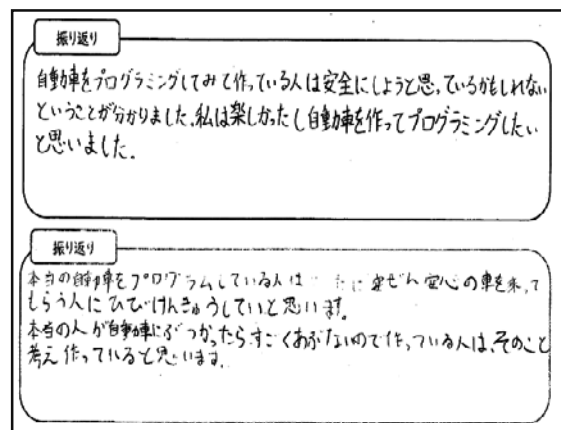 振り返り
自動車をプログラミングしてみて作っている人は安全にしようと思っているかもしれない
ということが分かりました。私は楽しかったし自動車を作ってプログラミングしたい
と思いました。
振り返り
本当の自動車をプログラムしている人は 安ぜん安心の車を乗って
もらう人にひびけんきゅうしていと思います。
本当の人が自動車にぶつかったらすごくあぶないので作っている人は、そのこと
考え作っていると思います。